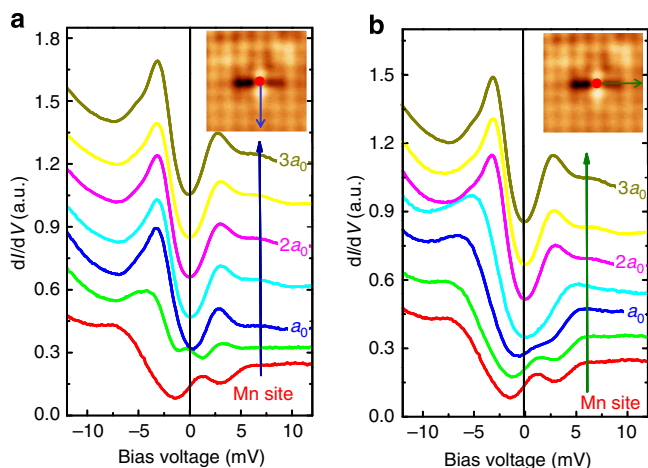 a
1.8
1.5
1.2
0.9
0.6
0.3
0.0
dI/dV (a.u.)
3a₀
2a₀
a₀
Mn site
−10 −5 0 5 10
Bias voltage (mV)
b
1.8
1.5
1.2
0.9
0.6
0.3
0.0
dI/dV (a.u.)
3a₀
2a₀
a₀
Mn site
−10 −5 0 5 10
Bias voltage (mV)